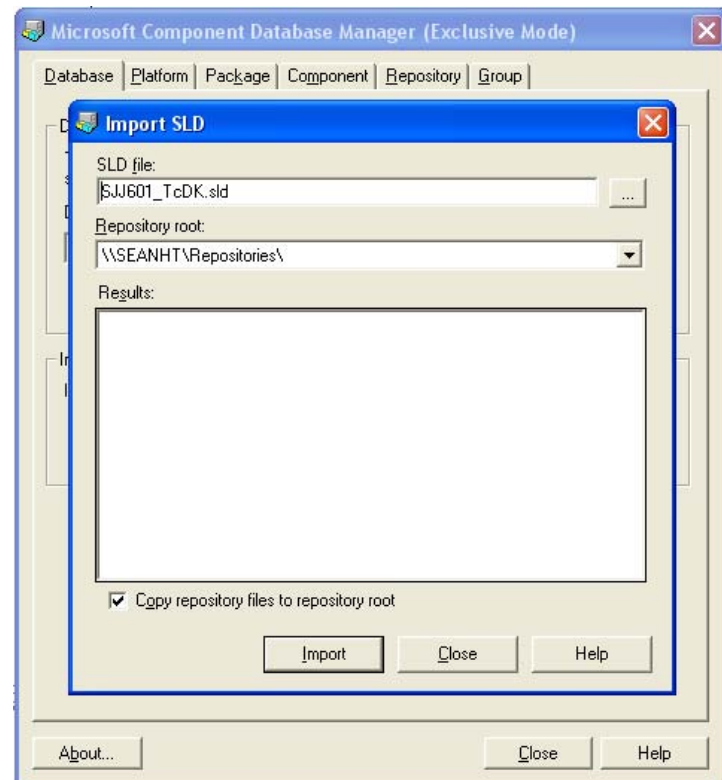 Microsoft Component Database Manager (Exclusive Mode)
Database Platform Package Component Repository Group
Import SLD
SLD file:
SJJ601_TcDK.sld
...
Repository root:
\\SEANHT\Repositories\
Results:
Copy repository files to repository root
Import Close Help
About... Close Help